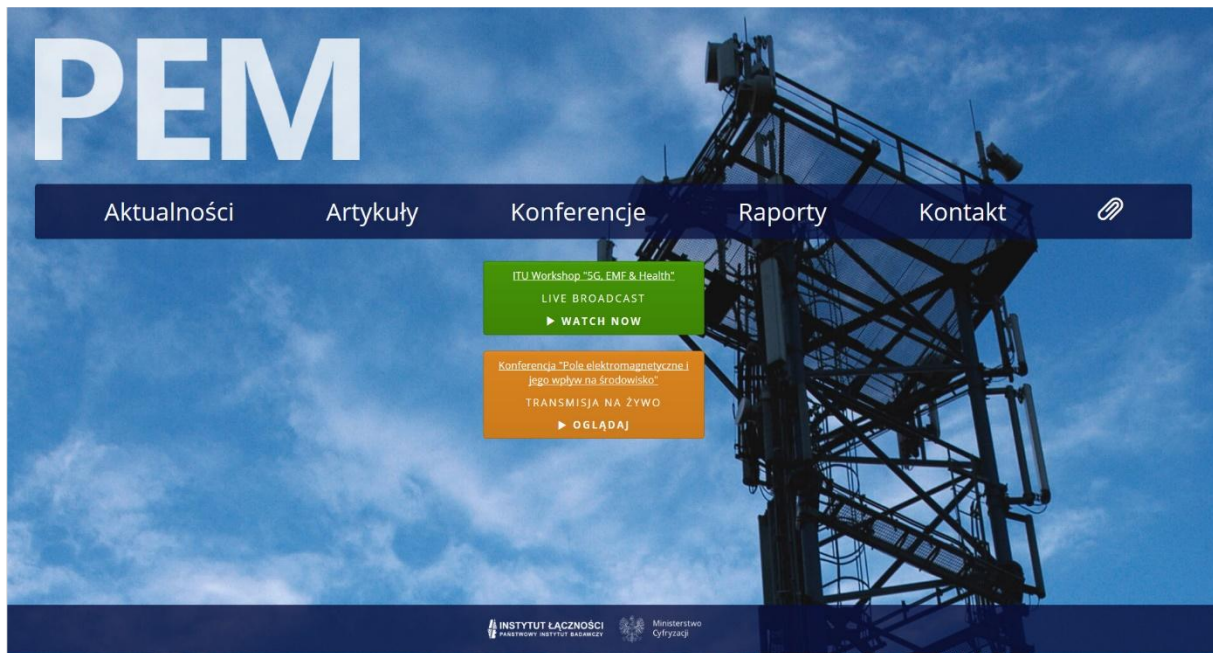 PEM
Aktualności Artykuły Konferencje Raporty Kontakt
ITU Workshop "5G, EMF & Health"
LIVE BROADCAST
WATCH NOW
Konferencja "Pole elektromagnetyczne i
jego wpływ na środowisko"
TRANSMISJA NA ŻYWO
OGLĄDAJ
INSTYTUT ŁĄCZNOŚCI
PAŃSTWOWY INSTYTUT BADAWCZY
Ministerstwo
Cyfryzacji